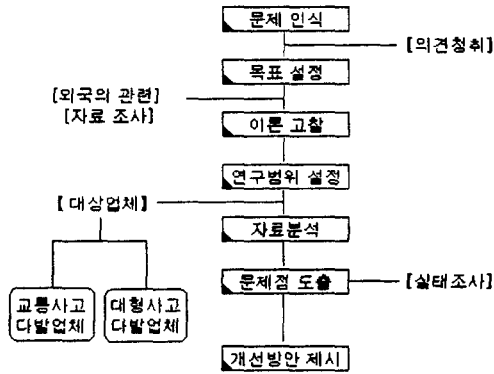 문제 인식
[의견청취]
목표 설정
[외국의 관련]
[자료 조사]
이론 고찰
연구범위 설정
[대상업체]
자료분석
문제점 도출
[실태조사]
교통사고
다발업체
대형사고
다발업체
개선방안 제시